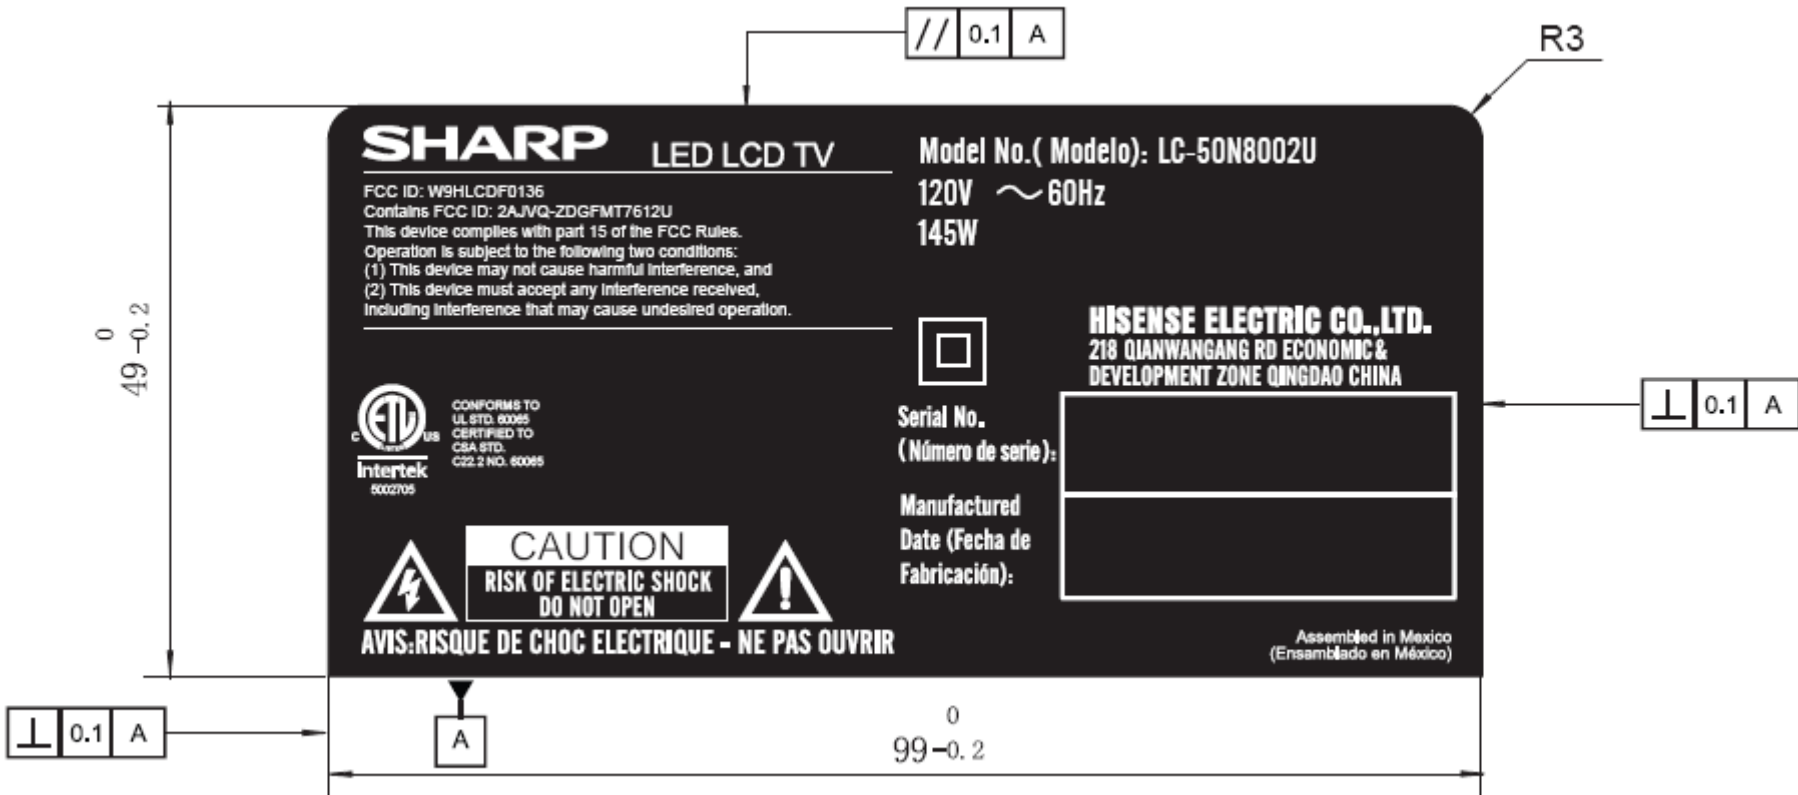 // 0.1 A
R3
SHARP LED LCD TV
FCC ID: W9HLCDF0136
Contains FCC ID: 2AJVQ-ZDGFMT7612U
This device complies with part 15 of the FCC Rules.
Operation is subject to the following two conditions:
(1) This device may not cause harmful interference, and
(2) This device must accept any interference received,
including interference that may cause undesired operation.
Model No.( Modelo): LC-50N8002U
120V ～ 60Hz
145W
HISENSE ELECTRIC CO.,LTD.
218 QIANWANGANG RD ECONOMIC &
DEVELOPMENT ZONE QINGDAO CHINA
0
49-0.2
ETL
C US
Intertek
5002705
CONFORMS TO
UL STD. 60065
CERTIFIED TO
CSA STD.
C22.2 NO. 60065
Serial No.
(Número de serie):
Manufactured
Date (Fecha de
Fabricación):
⊥ 0.1 A
CAUTION
RISK OF ELECTRIC SHOCK
DO NOT OPEN
AVIS:RISQUE DE CHOC ELECTRIQUE - NE PAS OUVRIR
Assembled in Mexico
(Ensamblado en México)
⊥ 0.1 A
A
0
99-0.2